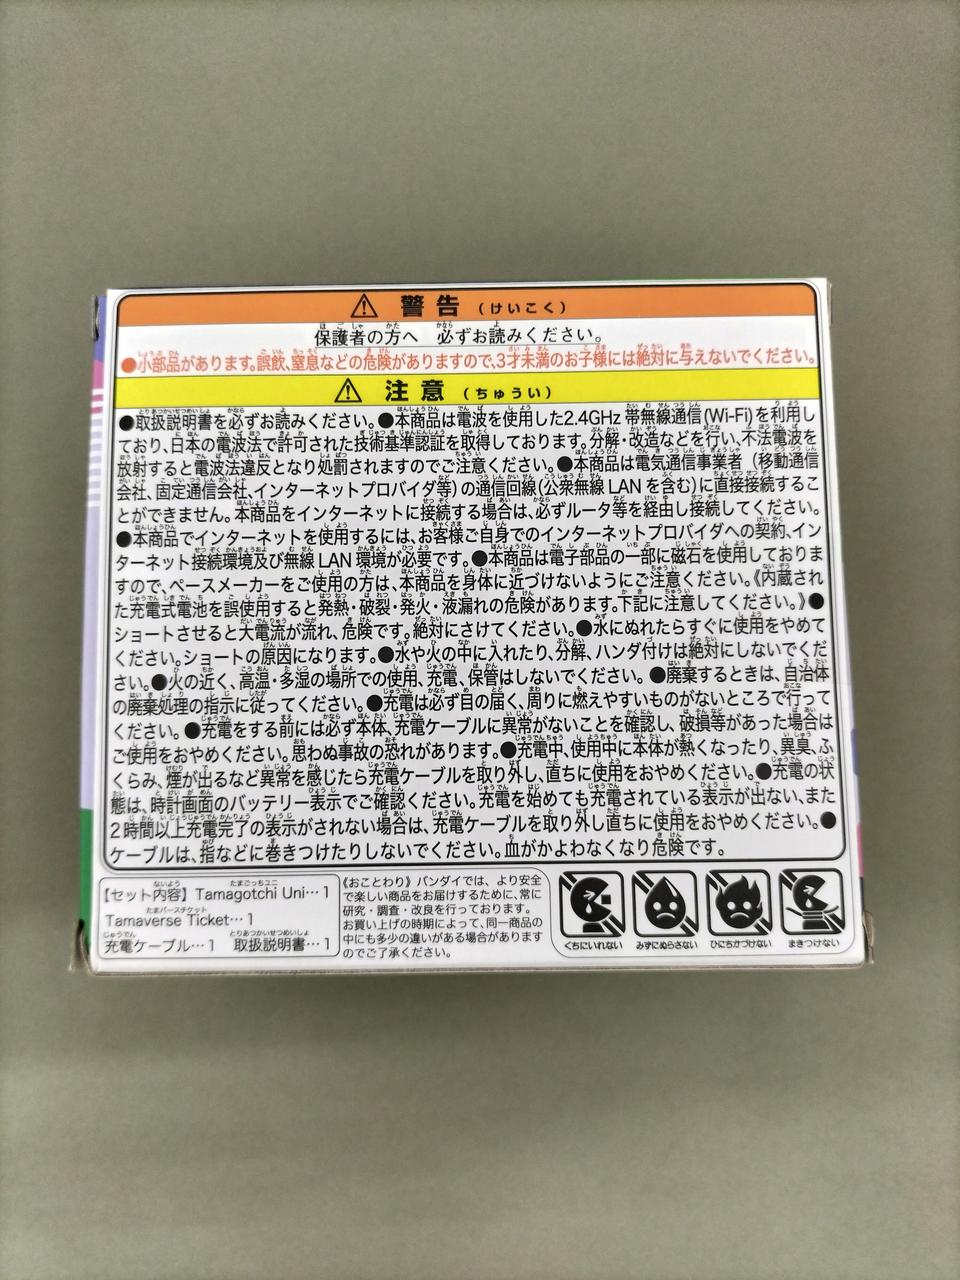 警告（けいこく）
保護者の方へ 必ずお読みください。
●小部品があります。誤飲、窒息などの危険がありますので、3才未満のお子様には絶対に与えないでください。
注意（ちゅうい）
●取扱説明書を必ずお読みください。●本商品は電波を使用した2.4GHz 帯無線通信(Wi-Fi)を利用し
ており、日本の電波法で許可された技術基準認証を取得しております。分解・改造などを行い、不法電波を
放射すると電波法違反となり処罰されますのでご注意ください。●本商品は電気通信事業者（移動通信
会社、固定通信会社、インターネットプロバイダ等）の通信回線(公衆無線 LAN を含む)に直接接続するこ
とができません。本商品をインターネットに接続する場合は、必ずルータ等を経由し接続してください。
●本商品でインターネットを使用するには、お客様ご自身でのインターネットプロバイダへの契約、イン
ターネット接続環境及び無線 LAN 環境が必要です。●本商品は電子部品の一部に磁石を使用しておりま
すので、ペースメーカーをご使用の方は、本商品を身体に近づけないようにご注意ください。《内蔵され
た充電式電池を誤使用すると発熱・破裂・発火・液漏れの危険があります。下記に注意してください。》●
ショートさせると大電流が流れ、危険です。絶対にさけてください。●水にぬれたらすぐに使用をやめて
ください。ショートの原因になります。●水や火の中に入れたり、分解、ハンダ付けは絶対にしないでくだ
さい。●火の近く、高温・多湿の場所での使用、充電、保管はしないでください。●廃棄するときは、自治体
の廃棄処理の指示に従ってください。●充電は必ず目の届く、周りに燃えやすいものがないところで行って
ください。●充電をする前には必ず本体、充電ケーブルに異常がないことを確認し、破損等があった場合は
ご使用をおやめください。思わぬ事故の恐れがあります。●充電中、使用中に本体が熱くなったり、異臭、ふ
くらみ、煙が出るなど異常を感じたら充電ケーブルを取り外し、直ちに使用をおやめください。●充電の状
態は、時計画面のバッテリー表示でご確認ください。充電を始めても充電されている表示が出ない、また
2時間以上充電完了の表示がされない場合は、充電ケーブルを取り外し直ちに使用をおやめください。●
ケーブルは、指などに巻きつけたりしないでください。血がかよわなくなり危険です。
【セット内容】Tamagotchi Uni…1
Tamaverse Ticket…1
充電ケーブル…1 取扱説明書…1
《おことわり》バンダイでは、より安全
で楽しい商品をお届けするために、常に
研究・調査・改良を行っております。
お買い上げの時期によって、同一商品の
中にも多少の違いがある場合があります
のでご了承ください。
くちにいれない
みずにぬらさない
ひにちかづけない
まきつけない